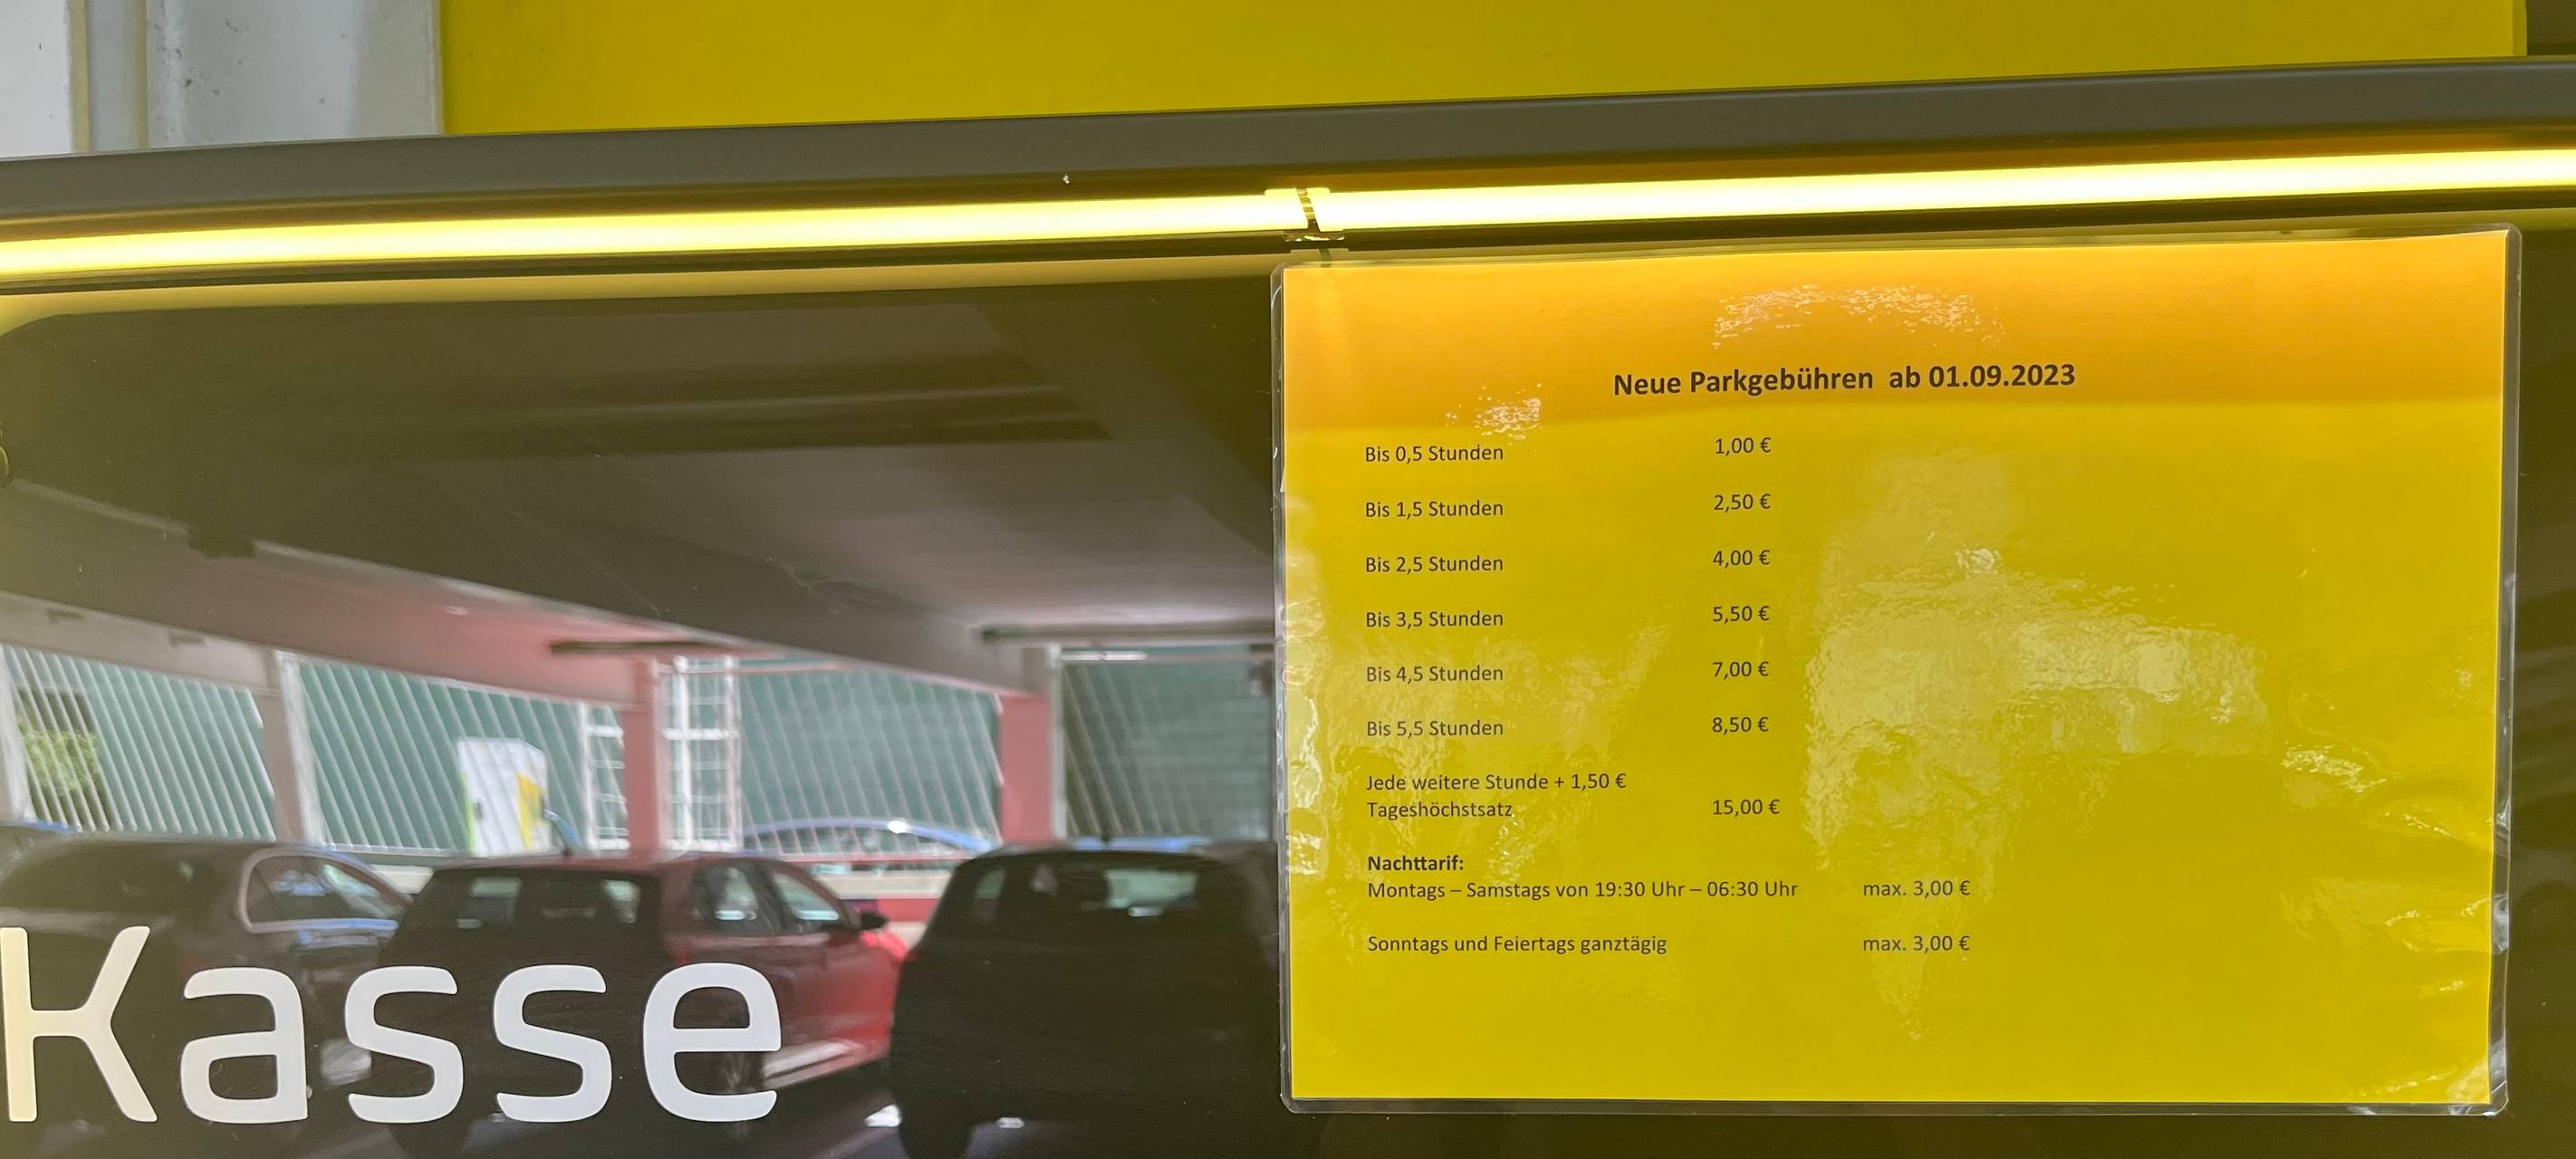 Kasse
Neue Parkgebühren ab 01.09.2023
Bis 0,5 Stunden 1,00 €
Bis 1,5 Stunden 2,50 €
Bis 2,5 Stunden 4,00 €
Bis 3,5 Stunden 5,50 €
Bis 4,5 Stunden 7,00 €
Bis 5,5 Stunden 8,50 €
Jede weitere Stunde + 1,50 €
Tageshöchstsatz 15,00 €
Nachttarif:
Montags – Samstags von 19:30 Uhr – 06:30 Uhr max. 3,00 €
Sonntags und Feiertags ganztägig max. 3,00 €